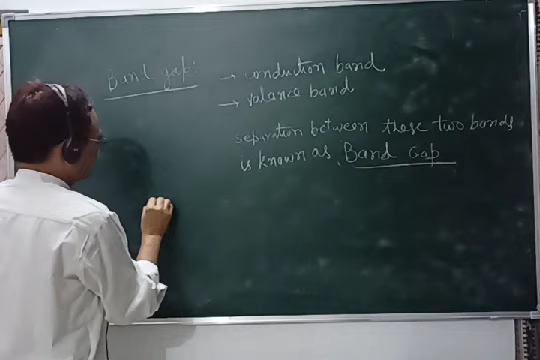 Band gap:
→ conduction band
→ valance band
separation between these two bands
is known as Band Gap